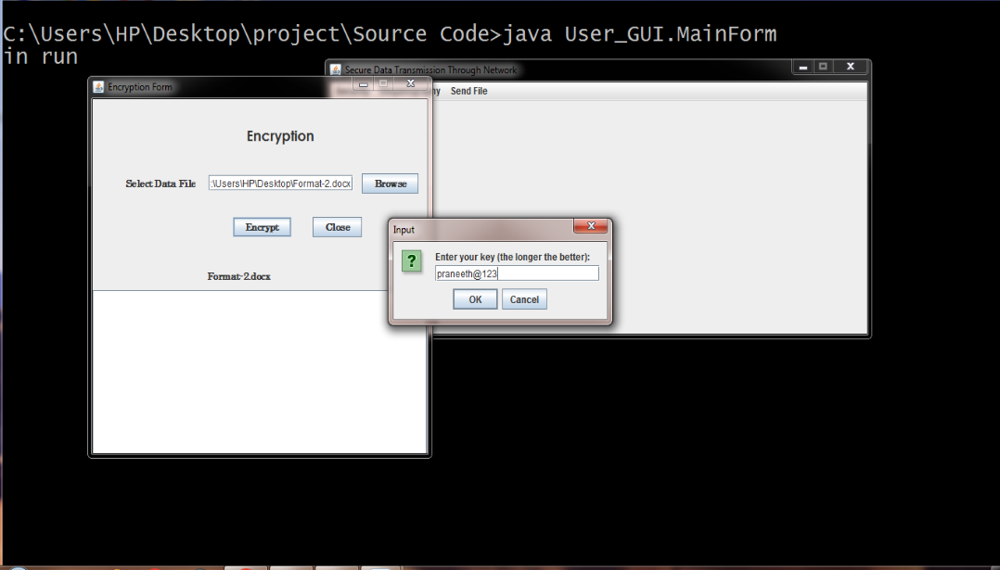 C:\Users\HP\Desktop\project\Source Code>java User_GUI.MainForm
in run
Secure Data Transmission Through Network
Send File
Encryption Form
Encryption
Select Data File :\Users\HP\Desktop\Format-2.docx Browse
Encrypt Close
Format-2.docx
Input
Enter your key (the longer the better):
praneeth@123
OK Cancel